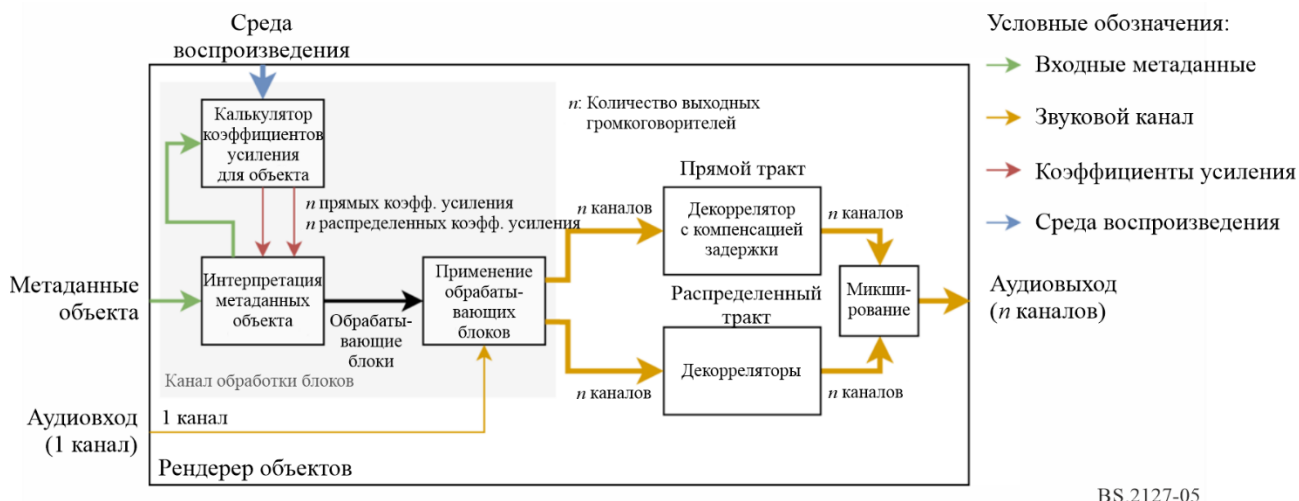 Среда
воспроизведения
Условные обозначения:
Входные метаданные
Звуковой канал
Коэффициенты усиления
Среда воспроизведения
Калькулятор
коэффициентов
усиления
для объекта
n: Количество выходных
громкоговорителей
n прямых коэфф. усиления
n распределенных коэфф. усиления
Прямой тракт
n каналов
Декоррелятор
с компенсацией
задержки
n каналов
Метаданные
объекта
Интерпретация
метаданных
объекта
Обрабаты-
вающие
блоки
Применение
обрабаты-
вающих
блоков
Распределенный
тракт
n каналов
Декорреляторы
n каналов
Микши-
рование
Аудиовыход
(n каналов)
Канал обработки блоков
Аудиовход
(1 канал)
1 канал
Рендерер объектов
BS.2127-05